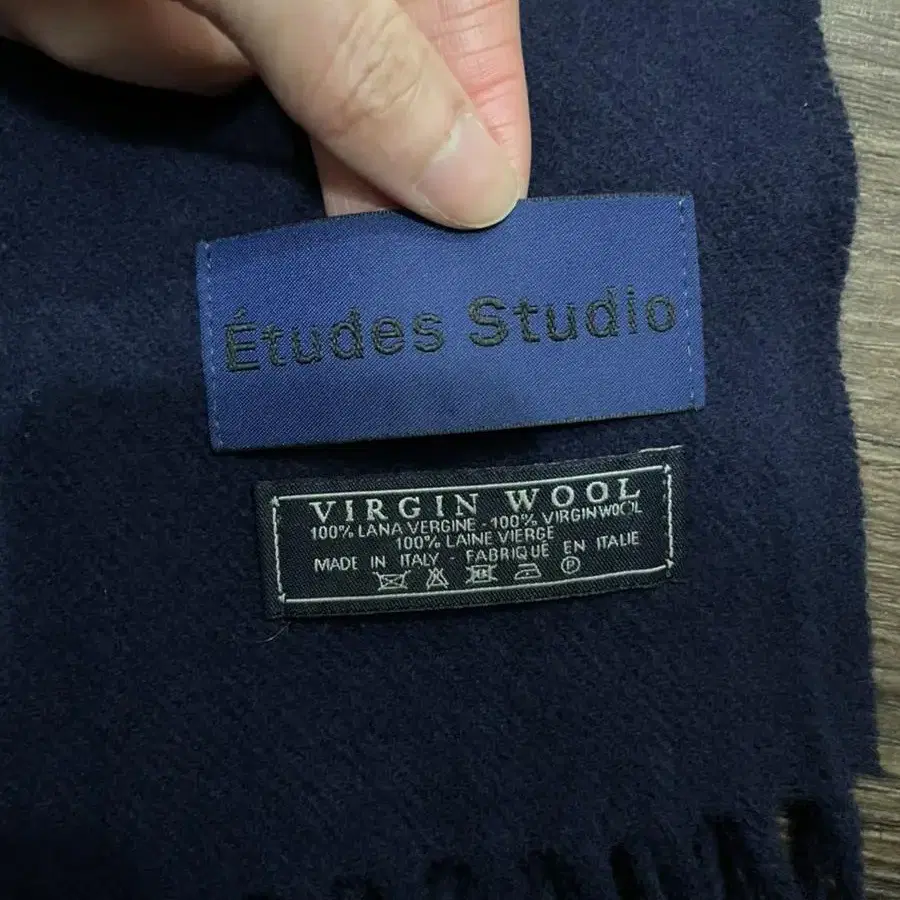 Études Studio
VIRGIN WOOL
100% LANA VERGINE - 100% VIRGIN WOOL
100% LAINE VIERGE
MADE IN ITALY - FABRIQUÉ EN ITALIE
P